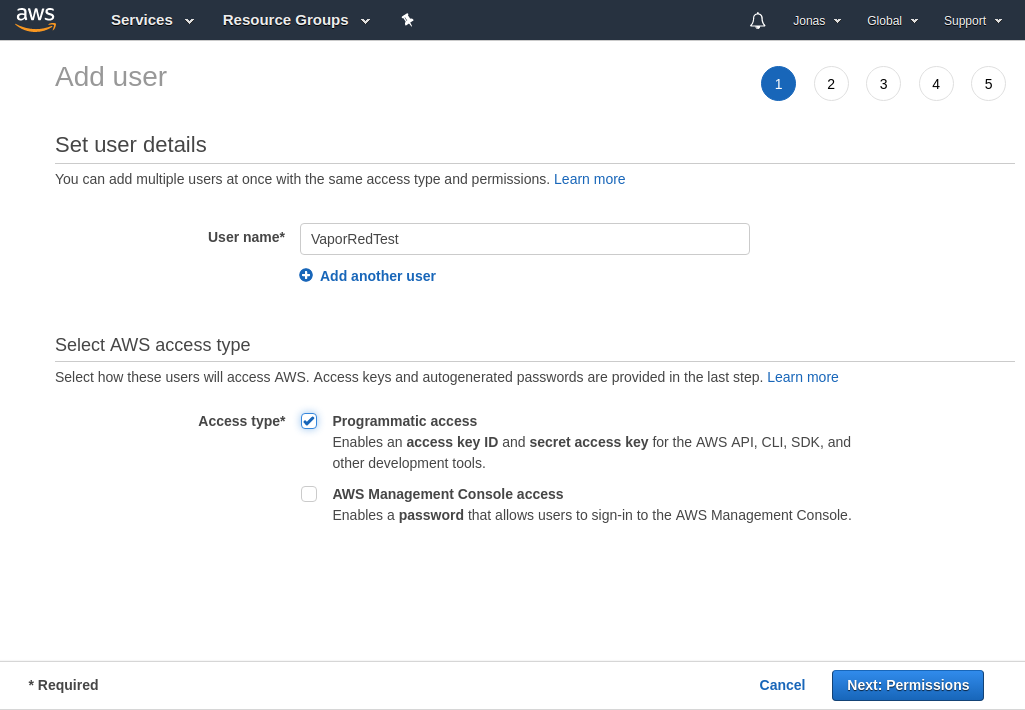 aws Services Resource Groups Jonas Global Support
Add user 1 2 3 4 5
Set user details
You can add multiple users at once with the same access type and permissions. Learn more
User name* VaporRedTest
Add another user
Select AWS access type
Select how these users will access AWS. Access keys and autogenerated passwords are provided in the last step. Learn more
Access type* Programmatic access
Enables an access key ID and secret access key for the AWS API, CLI, SDK, and
other development tools.
AWS Management Console access
Enables a password that allows users to sign-in to the AWS Management Console.
* Required Cancel Next: Permissions